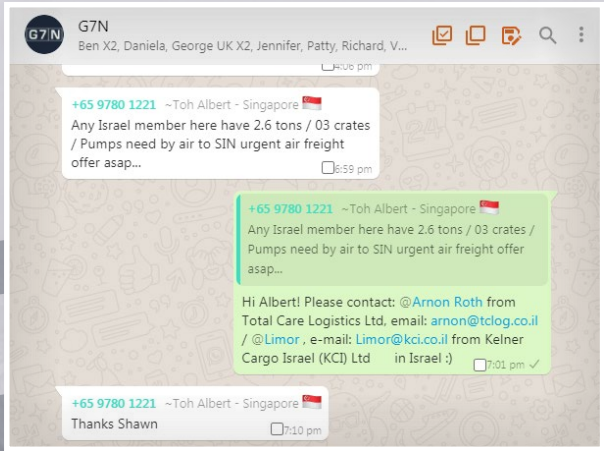 G7N
G7N
Ben X2, Daniela, George UK X2, Jennifer, Patty, Richard, V...
4:06 pm
+65 9780 1221 ~Toh Albert - Singapore
Any Israel member here have 2.6 tons / 03 crates
/ Pumps need by air to SIN urgent air freight
offer asap...
6:59 pm
+65 9780 1221 ~Toh Albert - Singapore
Any Israel member here have 2.6 tons / 03 crates /
Pumps need by air to SIN urgent air freight offer
asap...
Hi Albert! Please contact: @Arnon Roth from
Total Care Logistics Ltd, email: arnon@tclog.co.il
/ @Limor , e-mail: Limor@kci.co.il from Kelner
Cargo Israel (KCI) Ltd in Israel :)
7:01 pm
+65 9780 1221 ~Toh Albert - Singapore
Thanks Shawn
7:10 pm